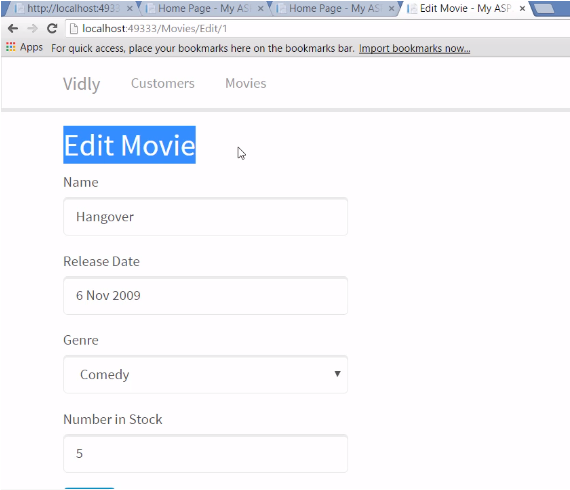 http://localhost:4933
Home Page - My ASP
Home Page - My ASP
Edit Movie - My ASP
localhost:49333/Movies/Edit/1
Apps For quick access, place your bookmarks here on the bookmarks bar. Import bookmarks now...
Vidly Customers Movies
Edit Movie
Name
Hangover
Release Date
6 Nov 2009
Genre
Comedy
Number in Stock
5